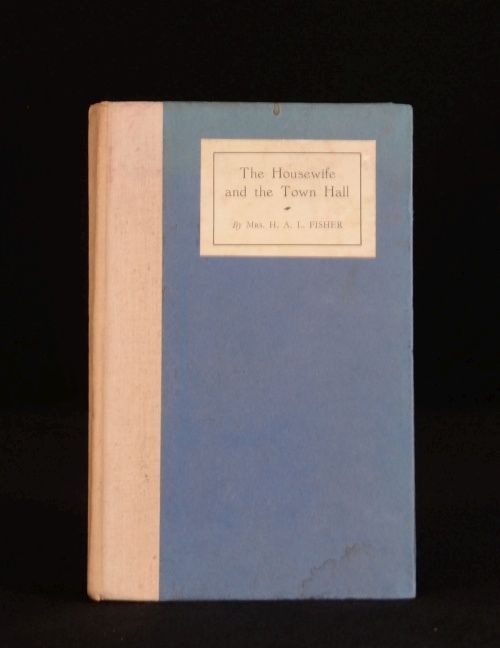 The Housewife
and the Town Hall
By MRS. H. A. L. FISHER